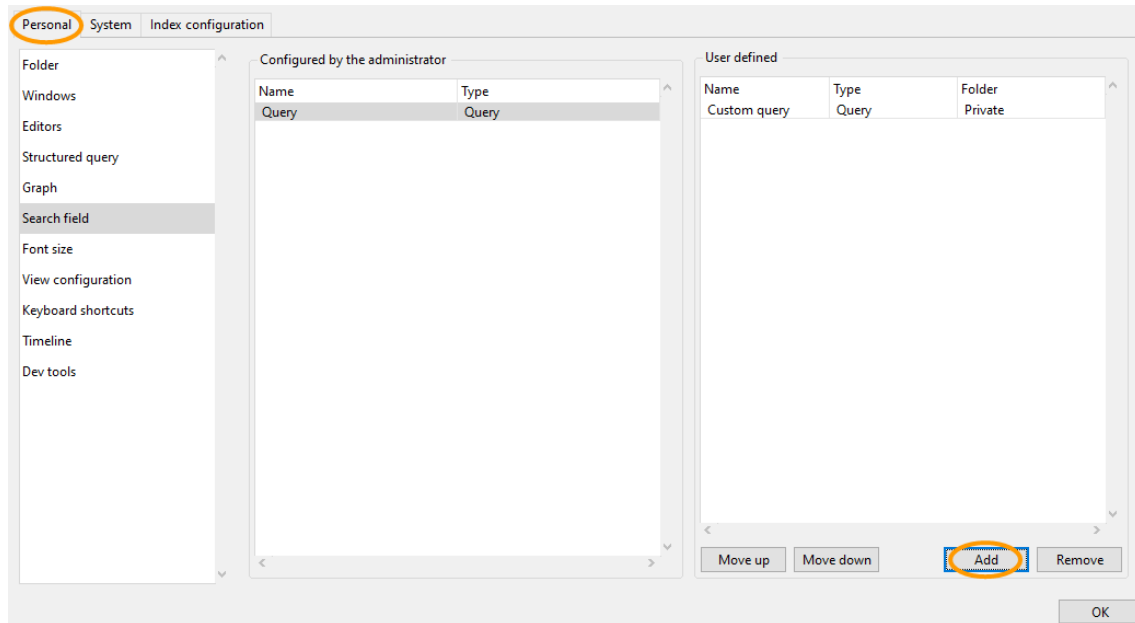 Personal System Index configuration
Folder
Windows
Editors
Structured query
Graph
Search field
Font size
View configuration
Keyboard shortcuts
Timeline
Dev tools
Configured by the administrator
Name Type
Query Query
User defined
Name Type Folder
Custom query Query Private
Move up Move down Add Remove
OK